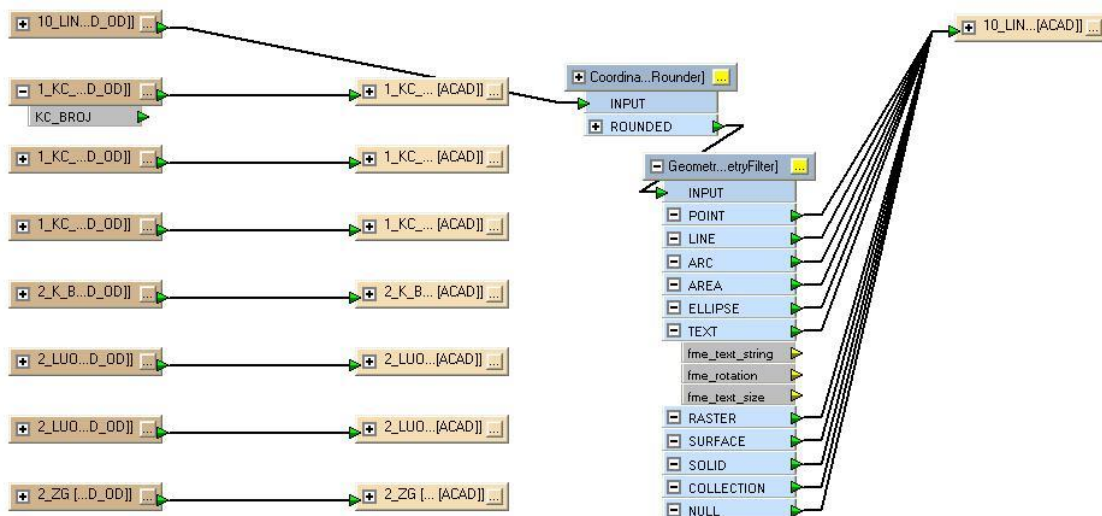 10_LIN...D_OD]] ...
10_LIN...[ACAD] ...
Coordina...Rounder] ...
INPUT
ROUNDED
1_KC_...D_OD]] ...
KC_BROJ
1_KC_... [ACAD] ...
1_KC_...D_OD]] ...
1_KC_... [ACAD] ...
Geometr...etryFilter] ...
INPUT
POINT
LINE
ARC
AREA
ELLIPSE
TEXT
fme_text_string
fme_rotation
fme_text_size
RASTER
SURFACE
SOLID
COLLECTION
NULL
1_KC_...D_OD]] ...
1_KC_... [ACAD] ...
2_K_B...D_OD]] ...
2_K_B... [ACAD] ...
2_LUO...D_OD]] ...
2_LUO...[ACAD] ...
2_LUO...D_OD]] ...
2_LUO...[ACAD] ...
2_ZG [...D_OD]] ...
2_ZG [... [ACAD] ...